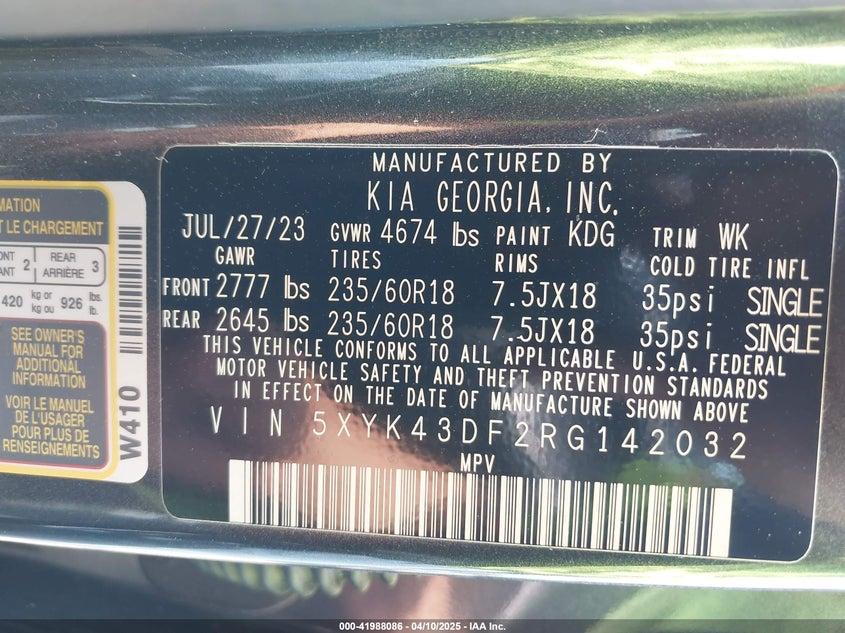 MANUFACTURED BY
KIA GEORGIA, INC.
JUL/27/23 GVWR 4674 lbs PAINT KDG TRIM WK
GAWR TIRES RIMS COLD TIRE INFL
FRONT 2777 lbs 235/60R18 7.5JX18 35psi SINGLE
REAR 2645 lbs 235/60R18 7.5JX18 35psi SINGLE
THIS VEHICLE CONFORMS TO ALL APPLICABLE U.S.A. FEDERAL
MOTOR VEHICLE SAFETY AND THEFT PREVENTION STANDARDS
IN EFFECT ON THE DATE OF MANUFACTURE SHOWN ABOVE
VIN 5XYK43DF2RG142032
MPV
LE CHARGEMENT
2 REAR
ARRIÈRE 3
420 kg or 926 lbs.
kg ou lb.
SEE OWNER'S
MANUAL FOR
ADDITIONAL
INFORMATION
VOIR LE MANUEL
DE L'USAGER
POUR PLUS DE
RENSEIGNEMENTS
W410
000-41988086 - 04/10/2025 - IAA Inc.